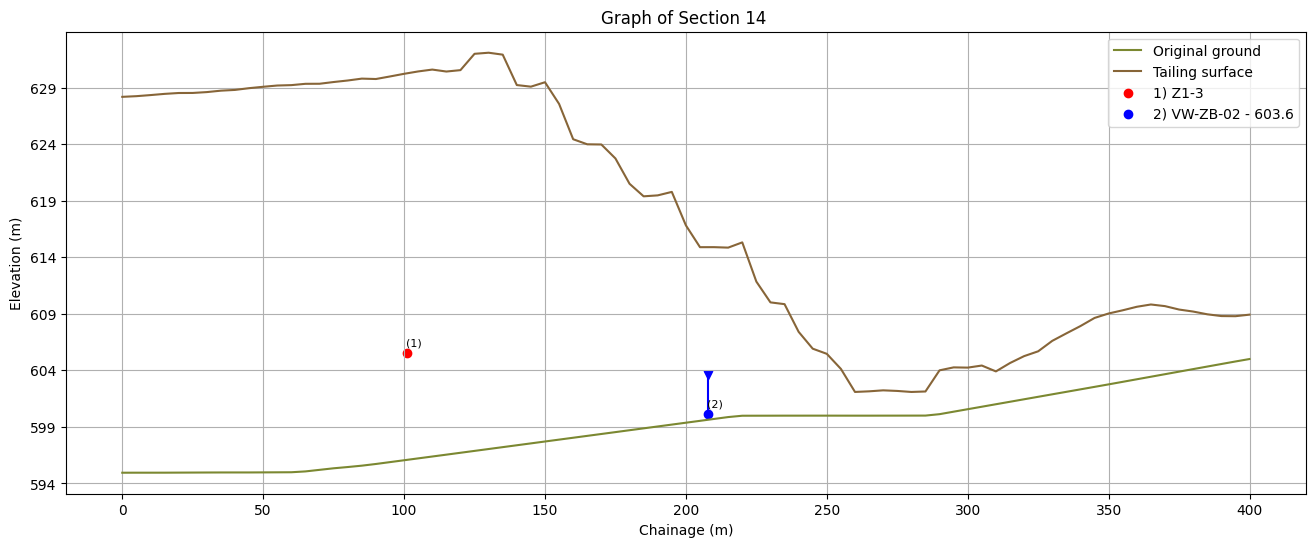 Graph of Section 14
Original ground
Tailing surface
1) Z1-3
2) VW-ZB-02 - 603.6
Elevation (m)
629
624
619
614
609
604
599
594
(1)
(2)
0 50 100 150 200 250 300 350 400
Chainage (m)